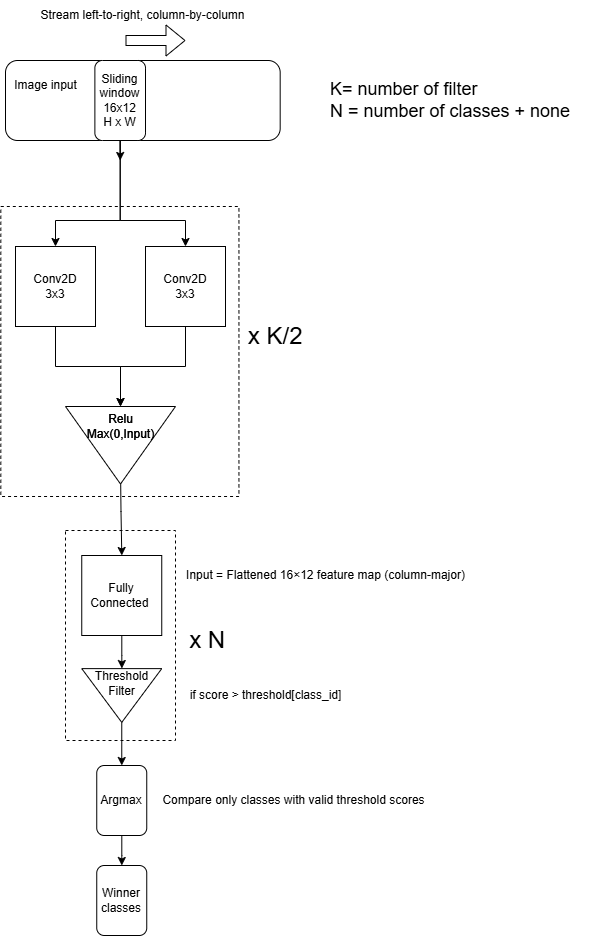 Stream left-to-right, column-by-column
Image input
Sliding
window
16x12
H x W
K= number of filter
N = number of classes + none
Conv2D
3x3
Conv2D
3x3
x K/2
Relu
Max(0,Input)
Fully
Connected
Input = Flattened 16×12 feature map (column-major)
x N
Threshold
Filter
if score > threshold[class_id]
Argmax
Compare only classes with valid threshold scores
Winner
classes